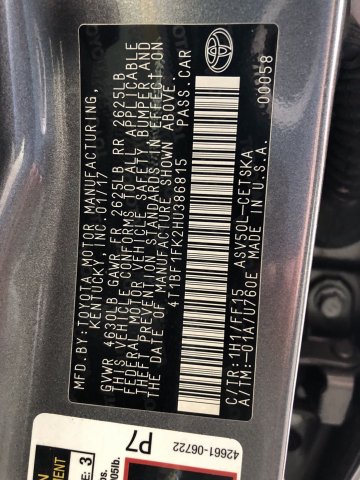 MFD.BY:TOYOTA MOTOR MANUFACTURING,
KENTUCKY, INC. 01/17
GVWR 4630LB GAWR FR 2625LB RR 2625LB
THIS VEHICLE CONFORMS TO ALL APPLICABLE
FEDERAL MOTOR VEHICLE SAFETY, BUMPER, AND
THEFT PREVENTION STANDARDS IN EFFECT ON
THE DATE OF MANUFACTURE SHOWN ABOVE.
4T1BF1FK2HU386815 PASS.CAR
C/TR: 1H1/FF15 ASV50L-CETSKA
A/TM:-01A/U760E MADE IN U.S.A.
00058
42661-06722
P7
E: 3